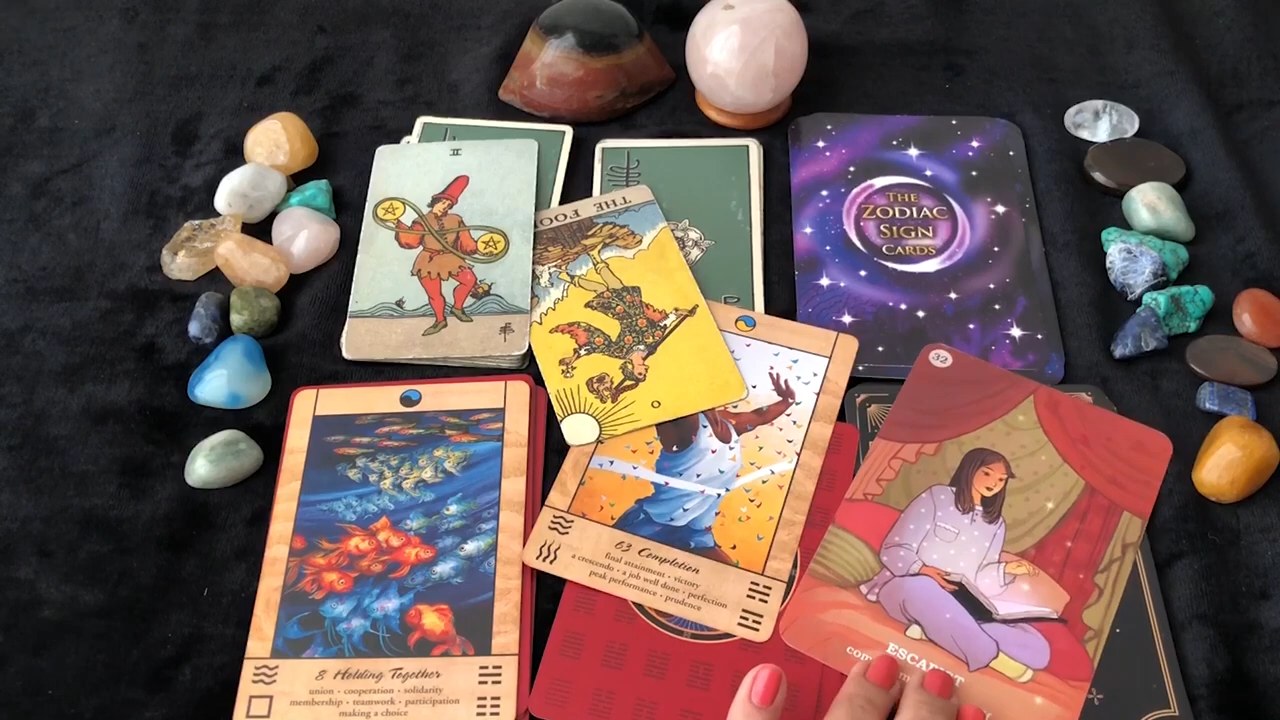 II
THE
ZODIAC
SIGN
CARDS
THE
0
32
63 Completion
final attainment • victory
a crescendo • a job well done • perfection
peak performance • prudence
8 Holding Together
union • cooperation • solidarity
membership • teamwork • participation
making a choice